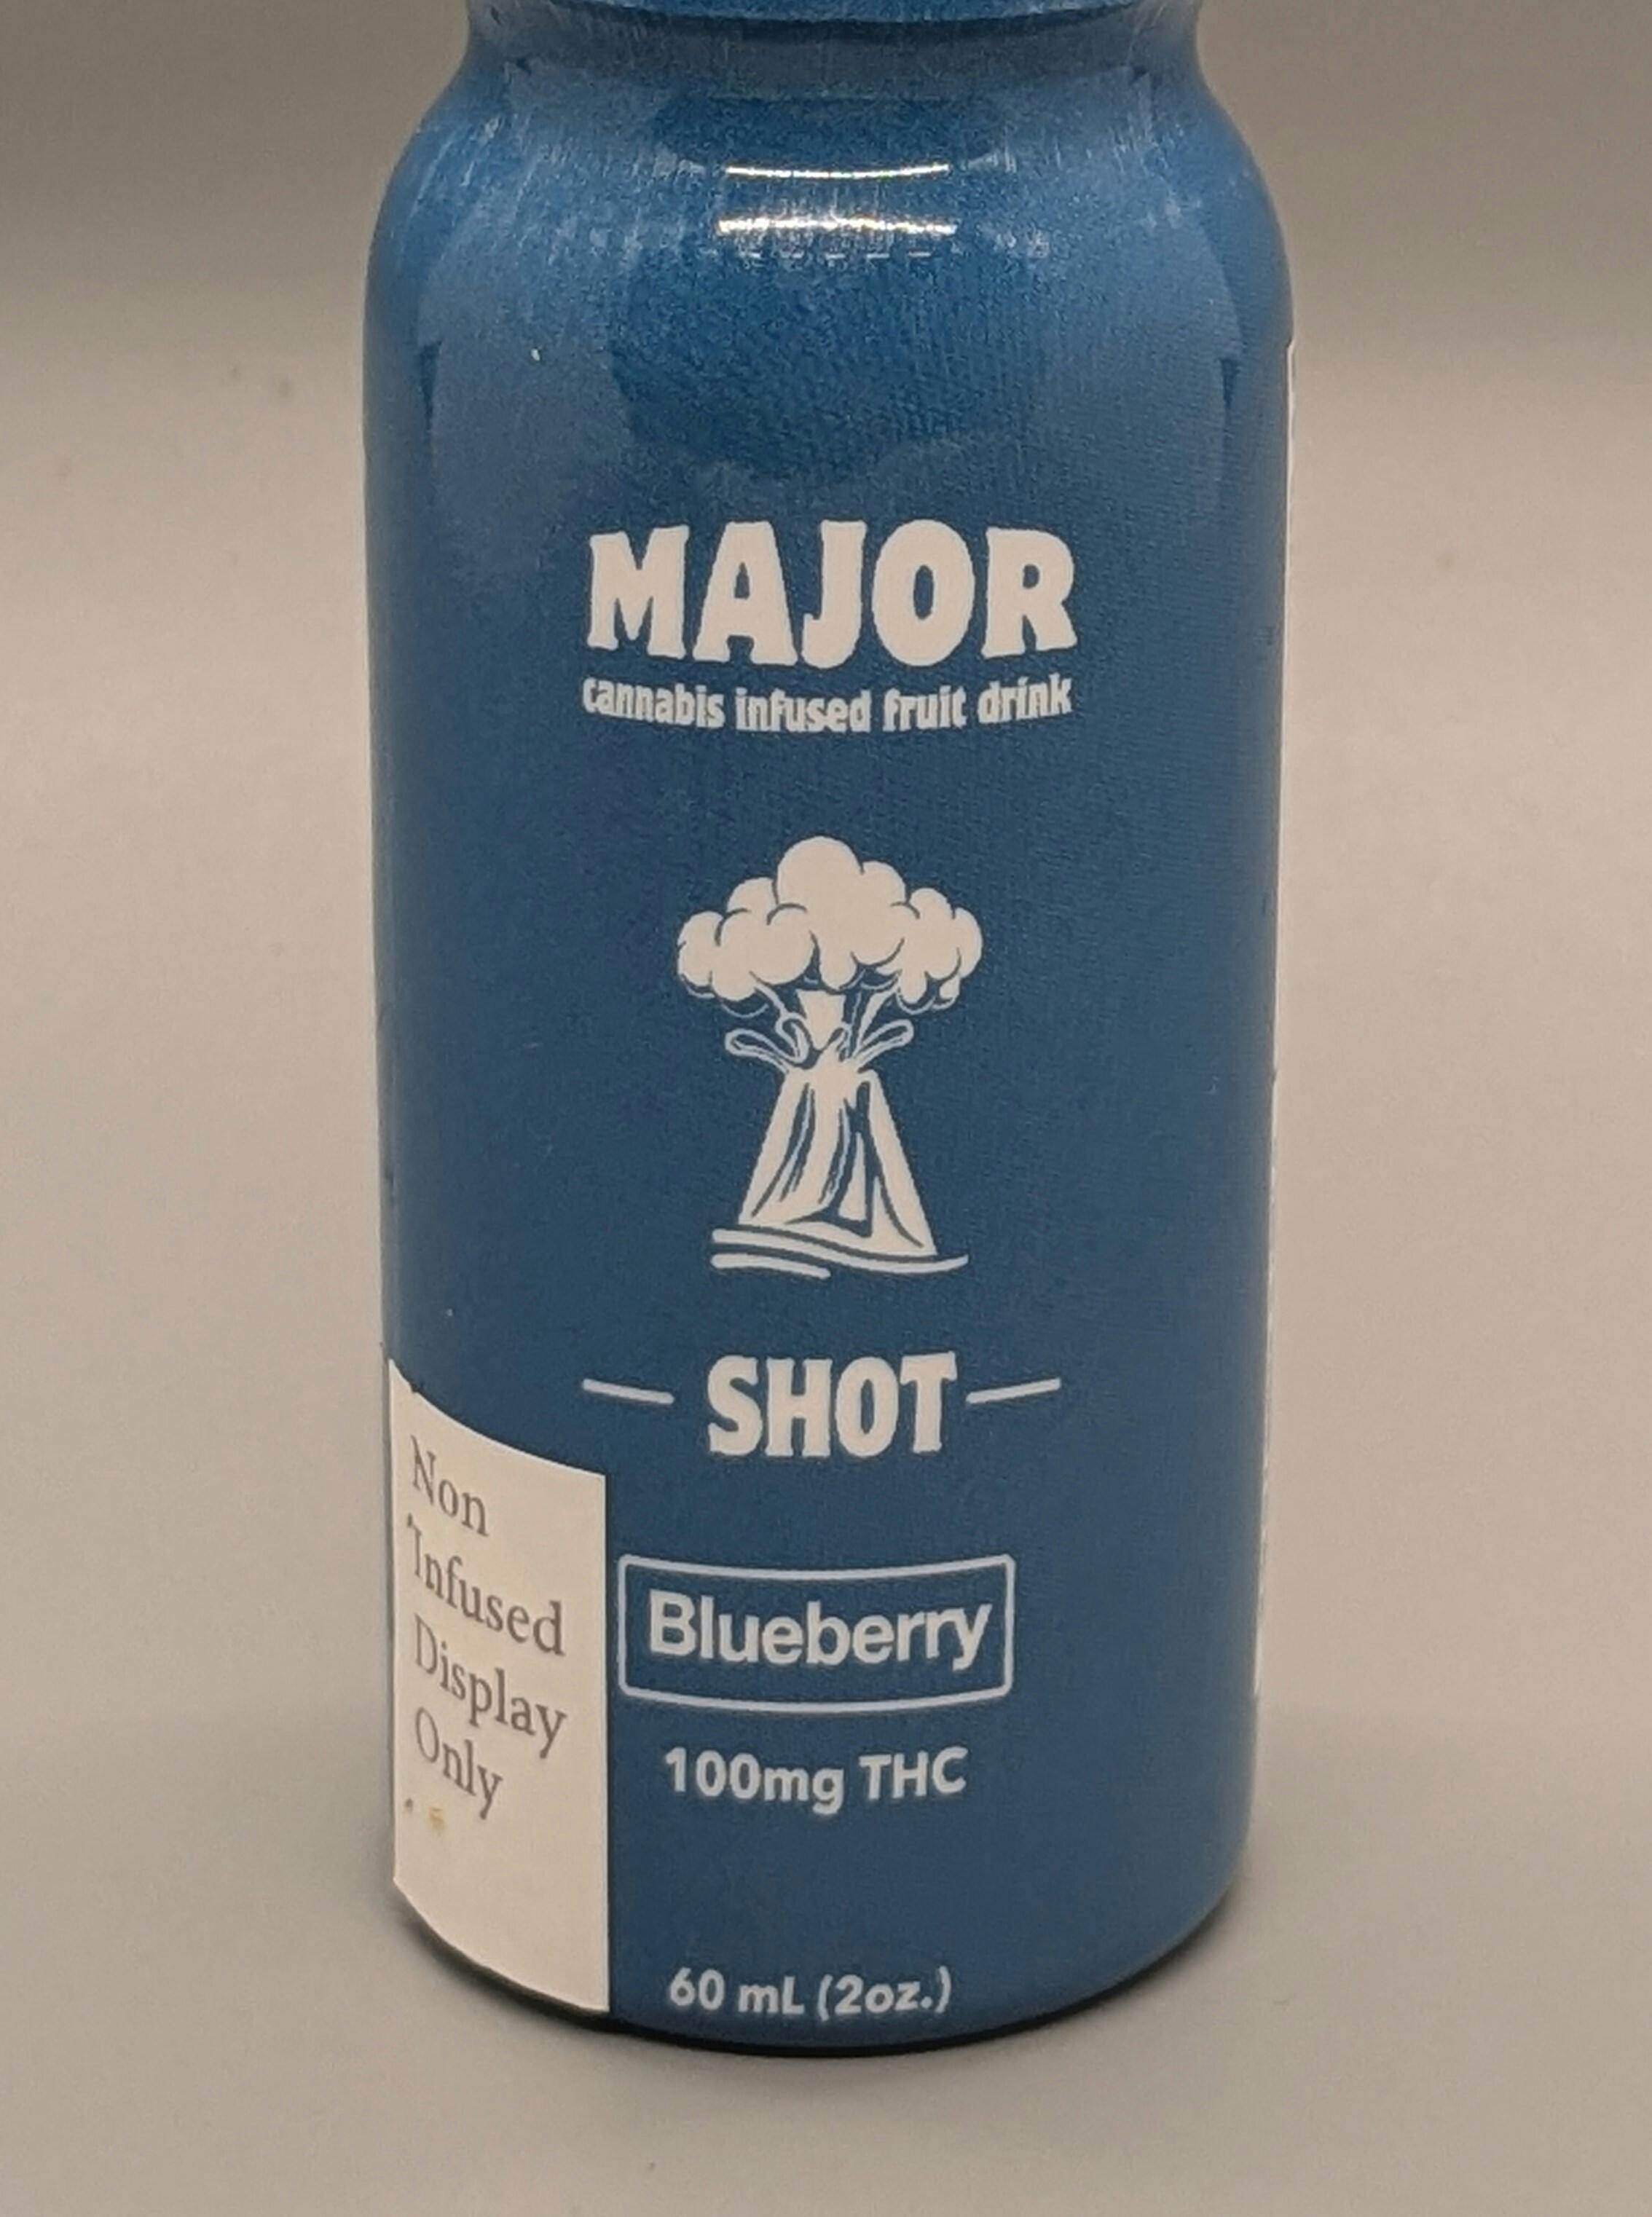 MAJOR
cannabis infused fruit drink
SHOT
Non
Infused
Display
Only
Blueberry
100mg THC
60 mL (2oz.)